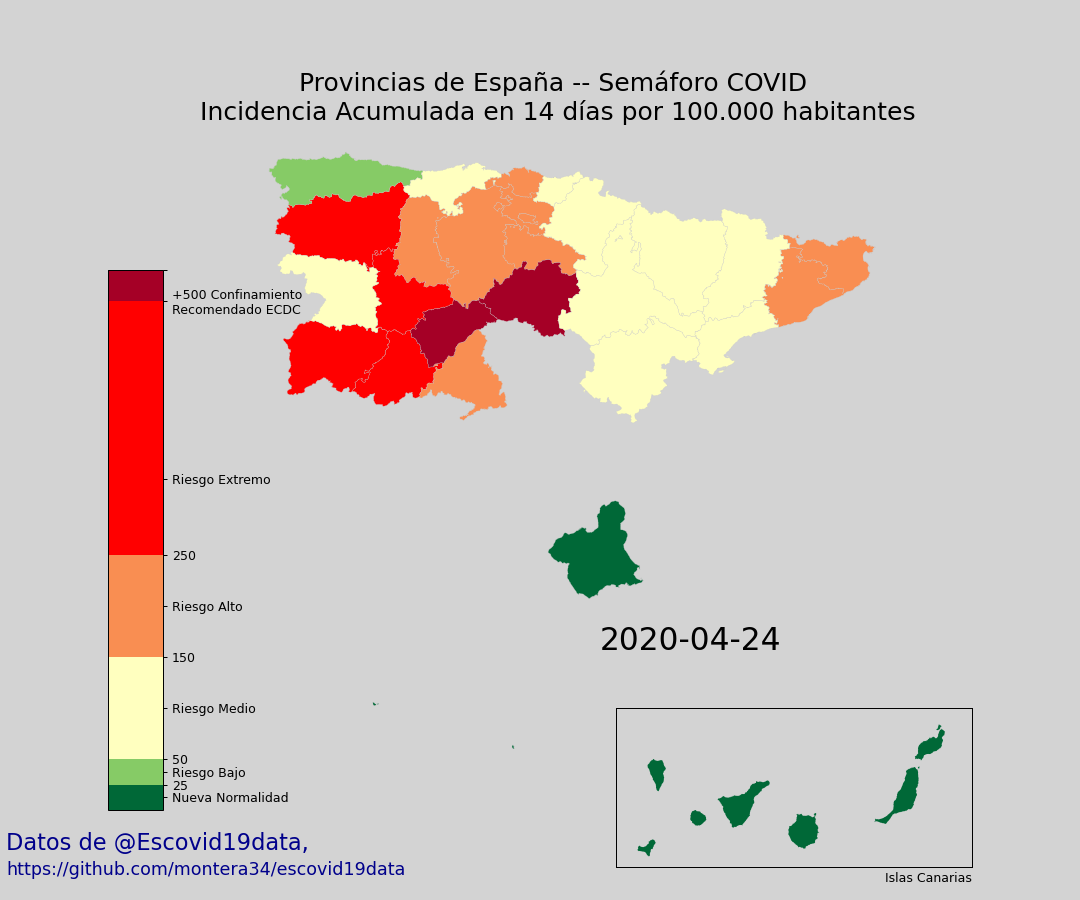 Provincias de España -- Semáforo COVID
Incidencia Acumulada en 14 días por 100.000 habitantes
+500 Confinamiento
Recomendado ECDC
Riesgo Extremo
250
Riesgo Alto
150
Riesgo Medio
50
Riesgo Bajo
25
Nueva Normalidad
2020-04-24
Islas Canarias
Datos de @Escovid19data,
https://github.com/montera34/escovid19data